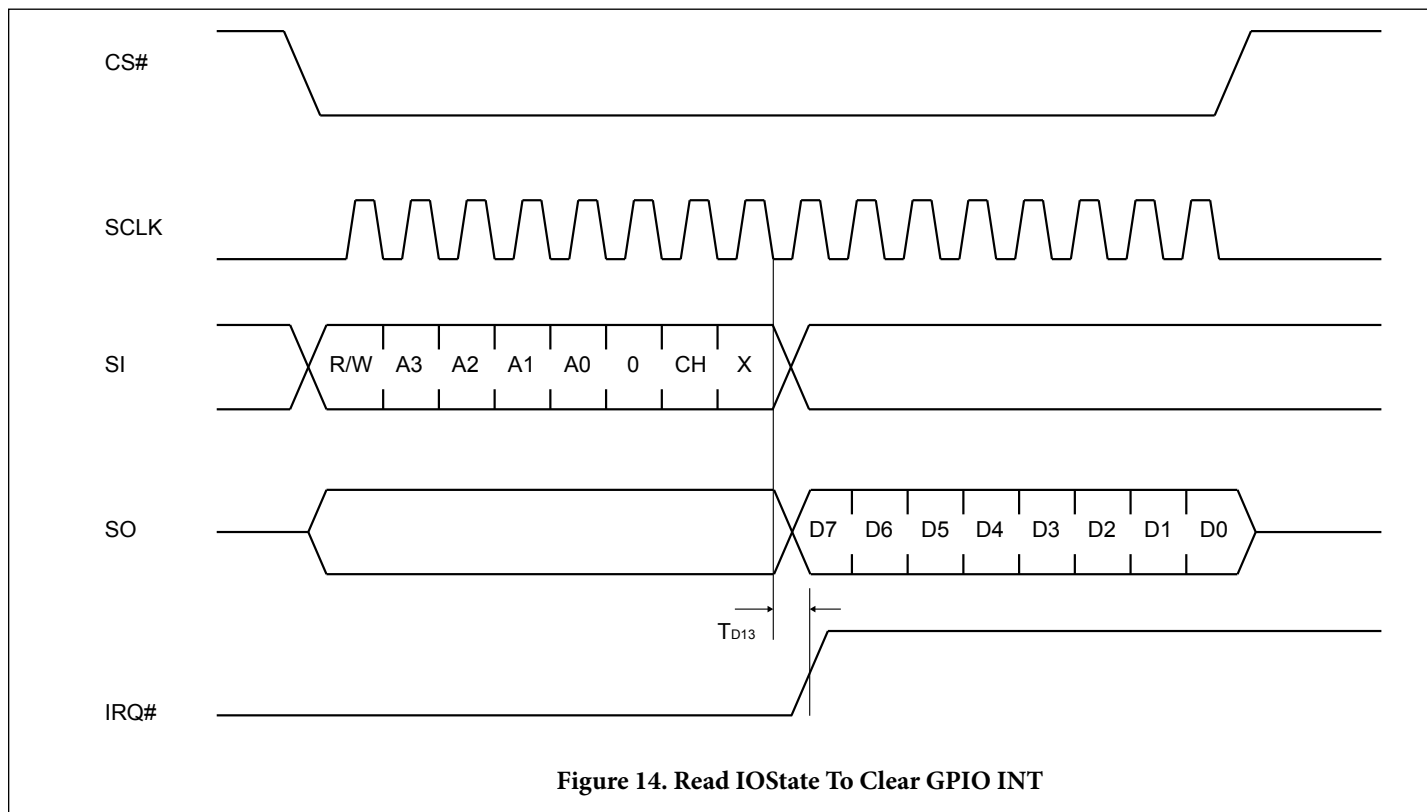 CS#
SCLK
SI
R/W A3 A2 A1 A0 0 CH X
SO
D7 D6 D5 D4 D3 D2 D1 D0
TD13
IRQ#
Figure 14. Read IOState To Clear GPIO INT